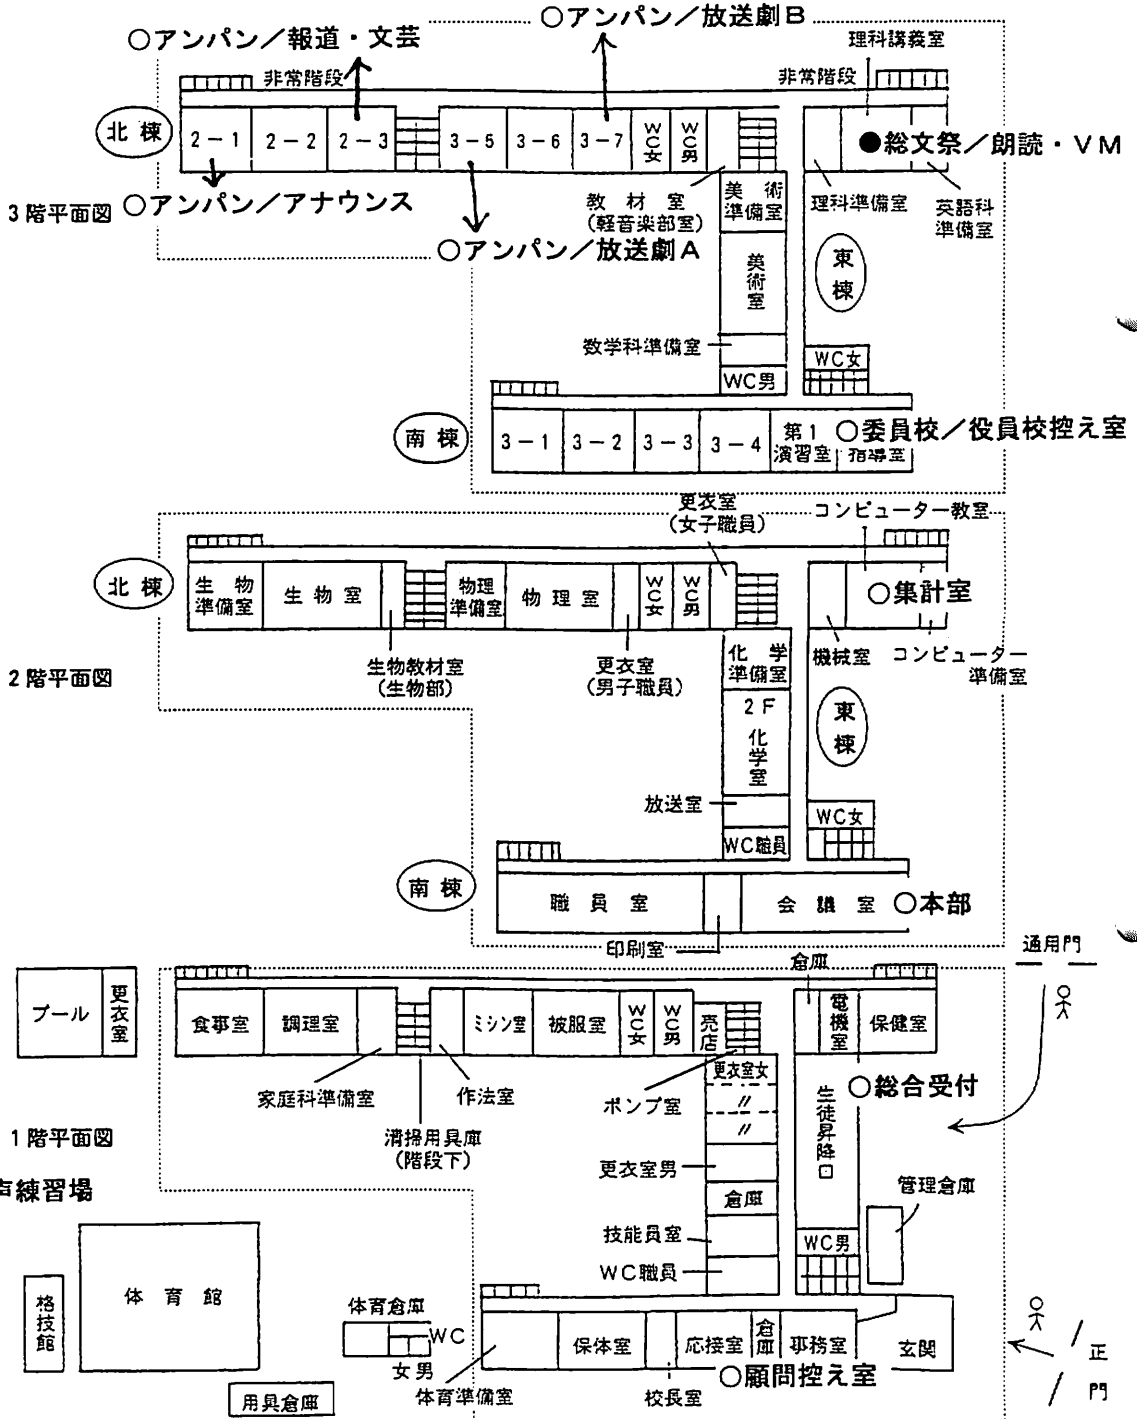 ○アンパン／放送劇B
○アンパン／報道・文芸
理科講義室
非常階段
非常階段
北棟
2－1
2－2
2－3
3－5
3－6
3－7
WC女
WC男
●総文祭／朗読・VM
3階平面図
○アンパン／アナウンス
教材室
(軽音楽部室)
美術
準備室
理科準備室
英語科
準備室
○アンパン／放送劇A
美術室
東棟
数学科準備室
WC男
WC女
南棟
3－1
3－2
3－3
3－4
第1
演習室
○委員校／役員校控え室
指導室
更衣室
(女子職員)
コンピューター教室
北棟
生物
準備室
生物室
物理
準備室
物理室
WC女
WC男
○集計室
2階平面図
生物教材室
(生物部)
更衣室
(男子職員)
化学
準備室
機械室
コンピューター
準備室
2F
化学室
東棟
放送室
WC女
WC職員
南棟
職員室
会議室
○本部
印刷室
通用門
倉庫
プール
更衣室
食事室
調理室
ミシン室
被服室
WC女
WC男
売店
電機室
保健室
家庭科準備室
作法室
ポンプ室
更衣室女
〃
〃
○総合受付
1階平面図
清掃用具庫
(階段下)
生徒昇降口
声練習場
更衣室男
管理倉庫
倉庫
技能員室
WC男
WC職員
体育館
格技館
体育倉庫
WC
女男
保体室
応接室
倉庫
事務室
玄関
○顧問控え室
体育準備室
校長室
用具倉庫
正門